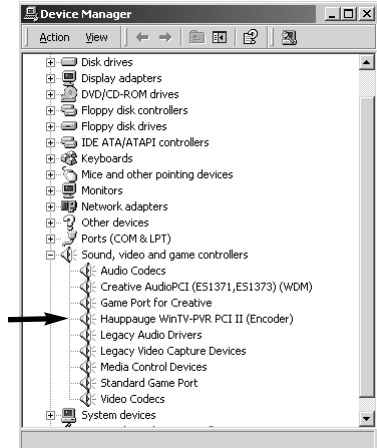 Device Manager
Action View
Disk drives
Display adapters
DVD/CD-ROM drives
Floppy disk controllers
Floppy disk drives
IDE ATA/ATAPI controllers
Keyboards
Mice and other pointing devices
Monitors
Network adapters
Other devices
Ports (COM & LPT)
Sound, video and game controllers
Audio Codecs
Creative AudioPCI (ES1371,ES1373) (WDM)
Game Port for Creative
Hauppauge WinTV-PVR PCI II (Encoder)
Legacy Audio Drivers
Legacy Video Capture Devices
Media Control Devices
Standard Game Port
Video Codecs
System devices